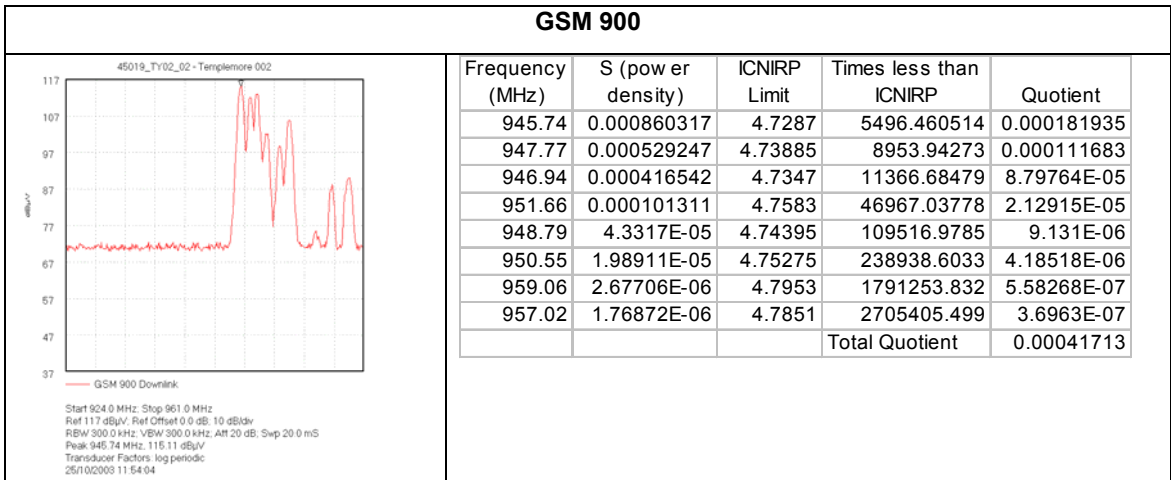 GSM 900
45019_TY02_02 - Templemore 002
117
107
97
87
77
67
57
47
37
dBµV
GSM 900 Downlink
Start 924.0 MHz; Stop 961.0 MHz
Ref 117 dBµV; Ref Offset 0.0 dB; 10 dB/div
RBW 300.0 kHz; VBW 300.0 kHz; Att 20 dB; Swp 20.0 mS
Peak 945.74 MHz, 115.11 dBµV
Transducer Factors: log periodic
25/10/2003 11:54:04
Frequency (MHz) S (pow er density) ICNIRP Limit Times less than ICNIRP Quotient
945.74 0.000860317 4.7287 5496.460514 0.000181935
947.77 0.000529247 4.73885 8953.94273 0.000111683
946.94 0.000416542 4.7347 11366.68479 8.79764E-05
951.66 0.000101311 4.7583 46967.03778 2.12915E-05
948.79 4.3317E-05 4.74395 109516.9785 9.131E-06
950.55 1.98911E-05 4.75275 238938.6033 4.18518E-06
959.06 2.67706E-06 4.7953 1791253.832 5.58268E-07
957.02 1.76872E-06 4.7851 2705405.499 3.6963E-07
Total Quotient 0.00041713